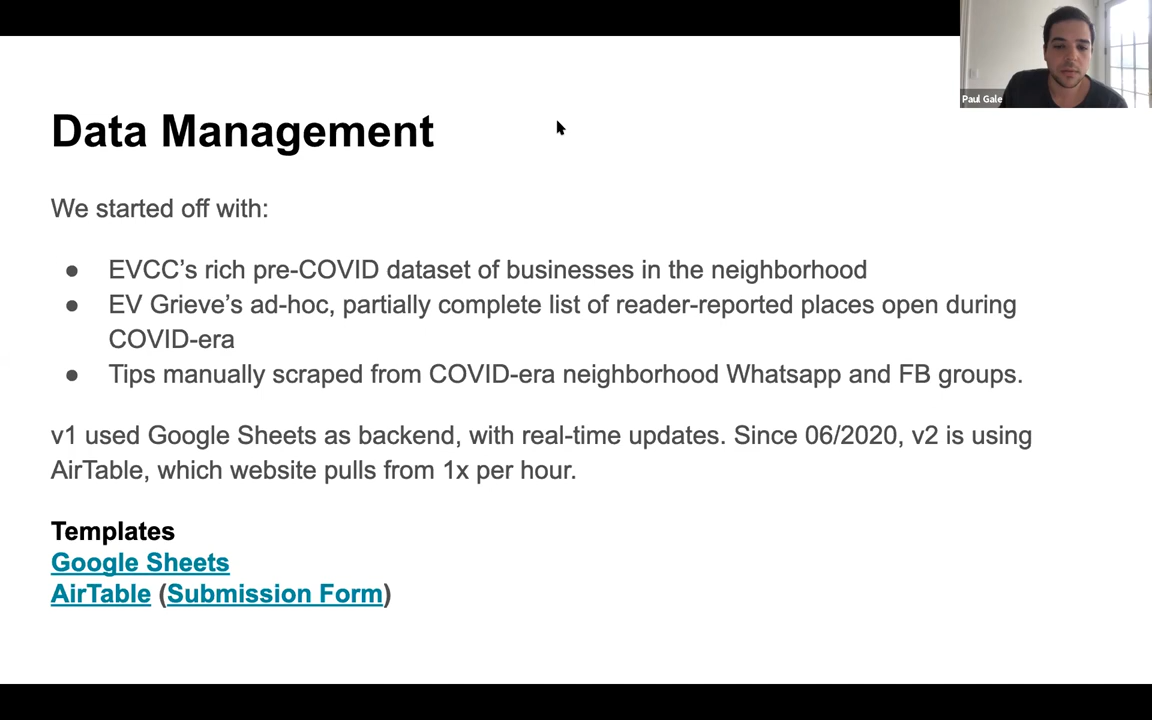 Paul Gale
Data Management
We started off with:
● EVCC’s rich pre-COVID dataset of businesses in the neighborhood
● EV Grieve’s ad-hoc, partially complete list of reader-reported places open during
COVID-era
● Tips manually scraped from COVID-era neighborhood Whatsapp and FB groups.
v1 used Google Sheets as backend, with real-time updates. Since 06/2020, v2 is using
AirTable, which website pulls from 1x per hour.
Templates
Google Sheets
AirTable (Submission Form)